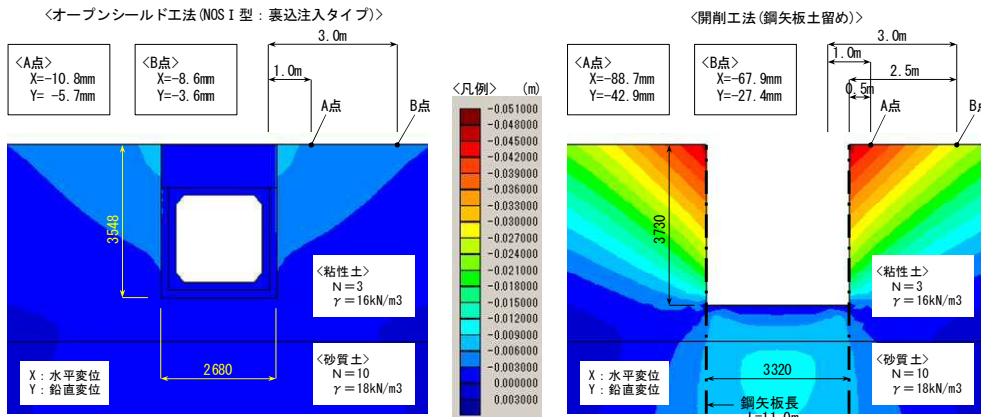 <オープンシールド工法(NOSⅠ型：裏込注入タイプ)>
3.0m
<A点>
X=-10.8mm
Y= -5.7mm
<B点>
X=-8.6mm
Y=-3.6mm
1.0m
A点
B点
3548
2680
<粘性土>
N=3
γ=16kN/m3
<砂質土>
N=10
γ=18kN/m3
X：水平変位
Y：鉛直変位
<凡例> (m)
-0.051000
-0.048000
-0.045000
-0.042000
-0.039000
-0.036000
-0.033000
-0.030000
-0.027000
-0.024000
-0.021000
-0.018000
-0.015000
-0.012000
-0.009000
-0.006000
-0.003000
0.000000
0.003000
<開削工法(鋼矢板土留め)>
3.0m
<A点>
X=-88.7mm
Y=-42.9mm
<B点>
X=-67.9mm
Y=-27.4mm
1.0m
2.5m
0.5m
A点
B点
3730
3320
<粘性土>
N=3
γ=16kN/m3
<砂質土>
N=10
γ=18kN/m3
X：水平変位
Y：鉛直変位
鋼矢板長
L=11.0m